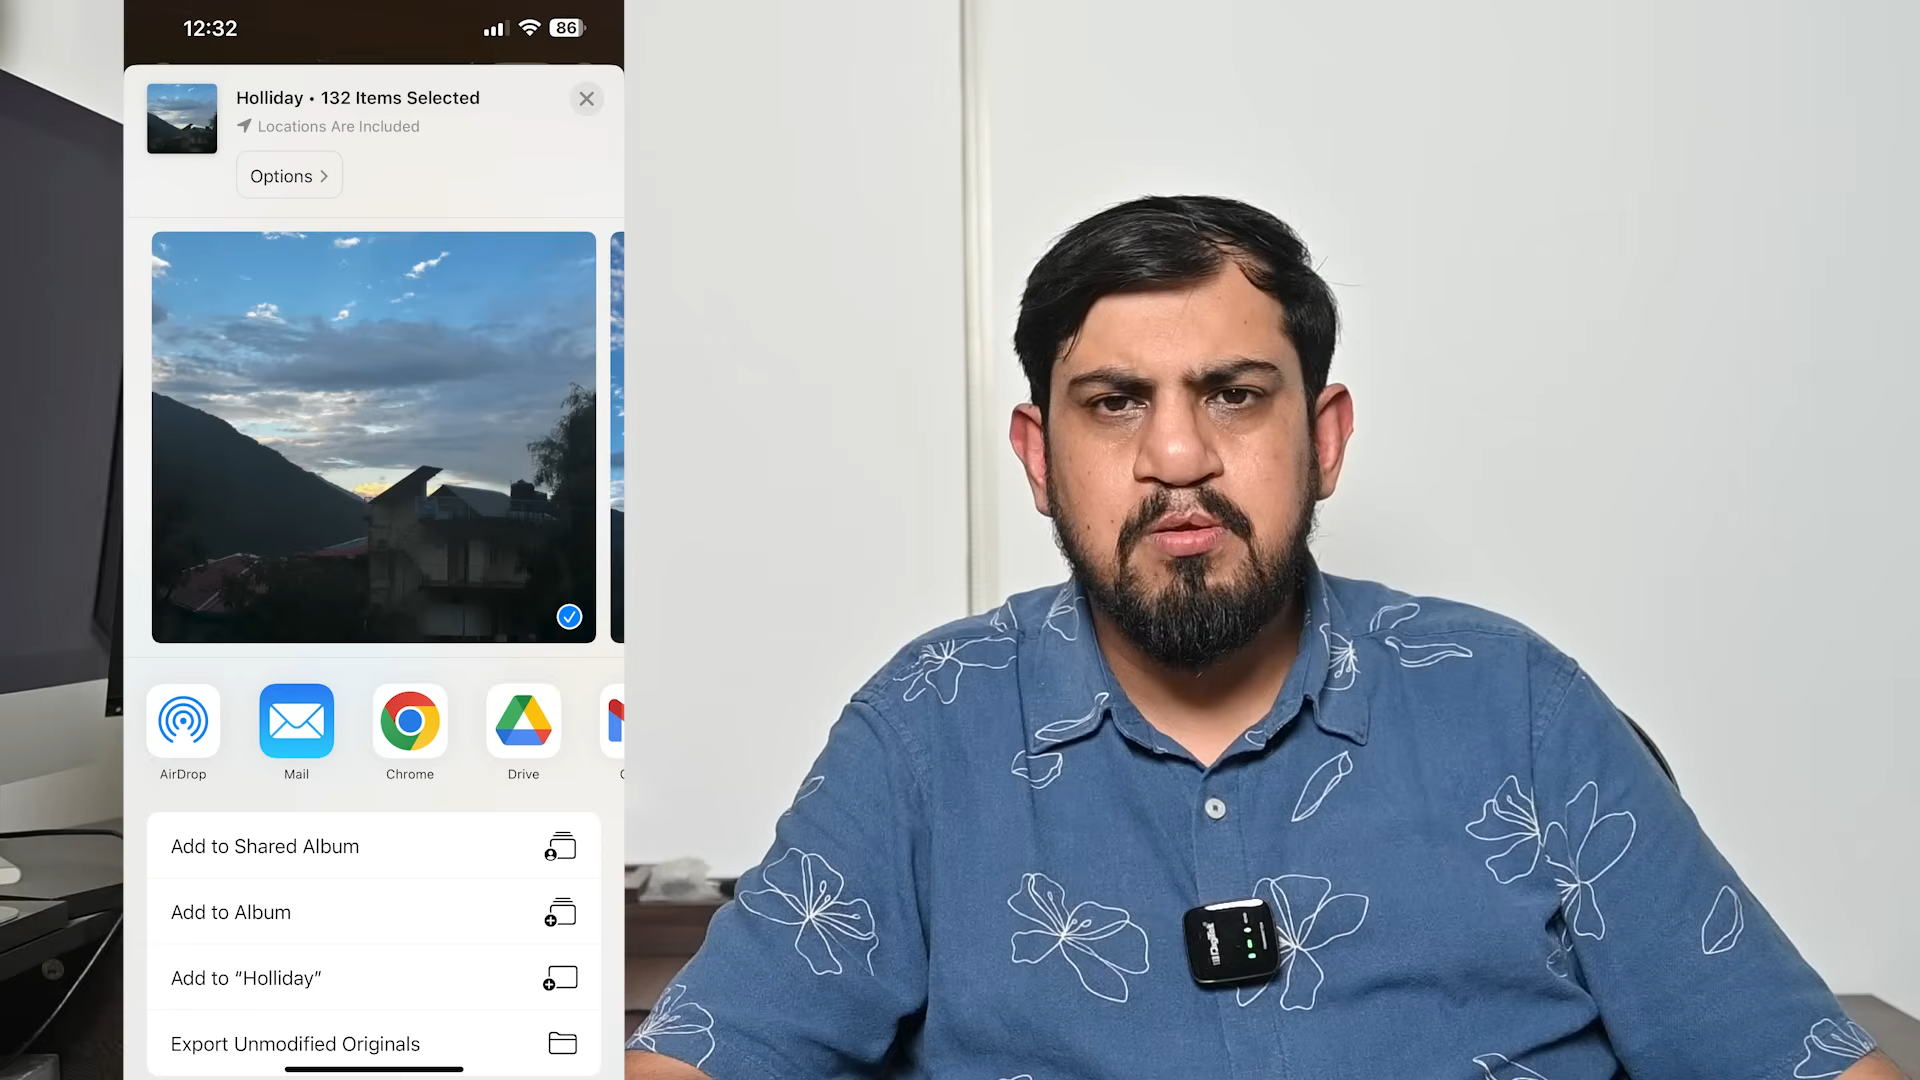 12:32
86
Holliday • 132 Items Selected
Locations Are Included
Options
AirDrop
Mail
Chrome
Drive
Add to Shared Album
Add to Album
Add to “Holliday”
Export Unmodified Originals
DIGITEK